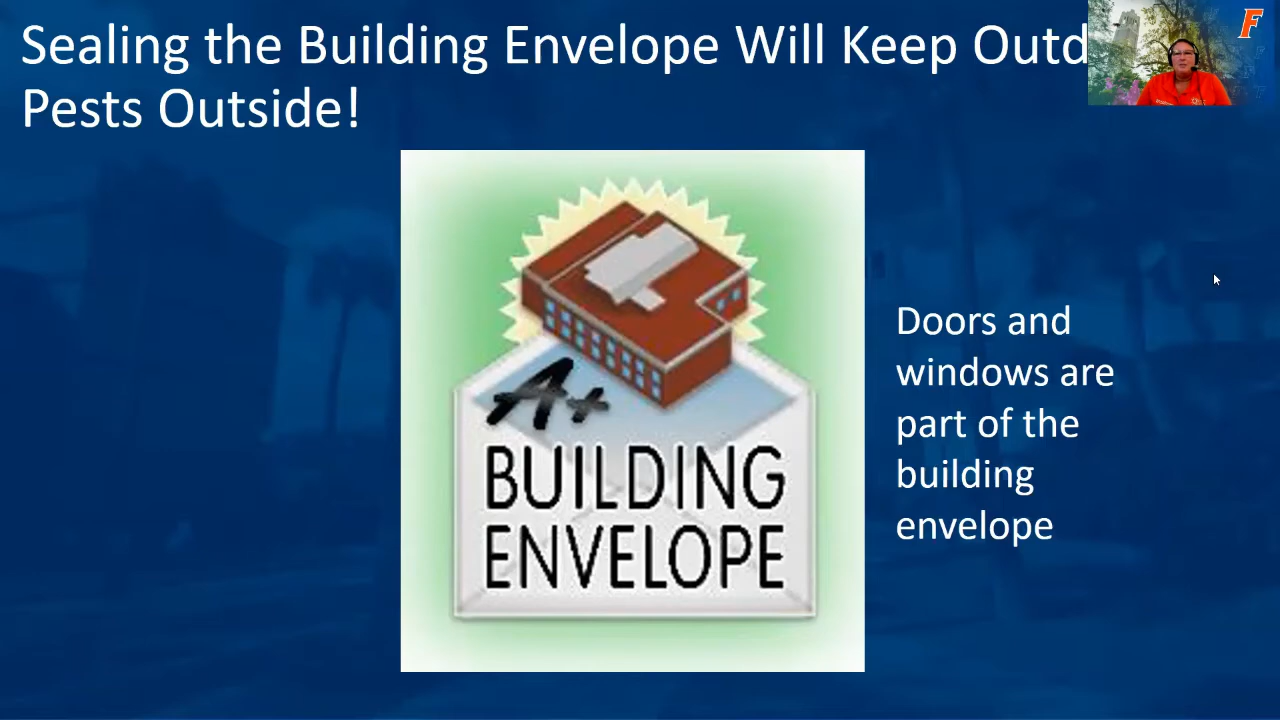 Sealing the Building Envelope Will Keep Outd
Pests Outside!
F
A+
BUILDING
ENVELOPE
Doors and
windows are
part of the
building
envelope